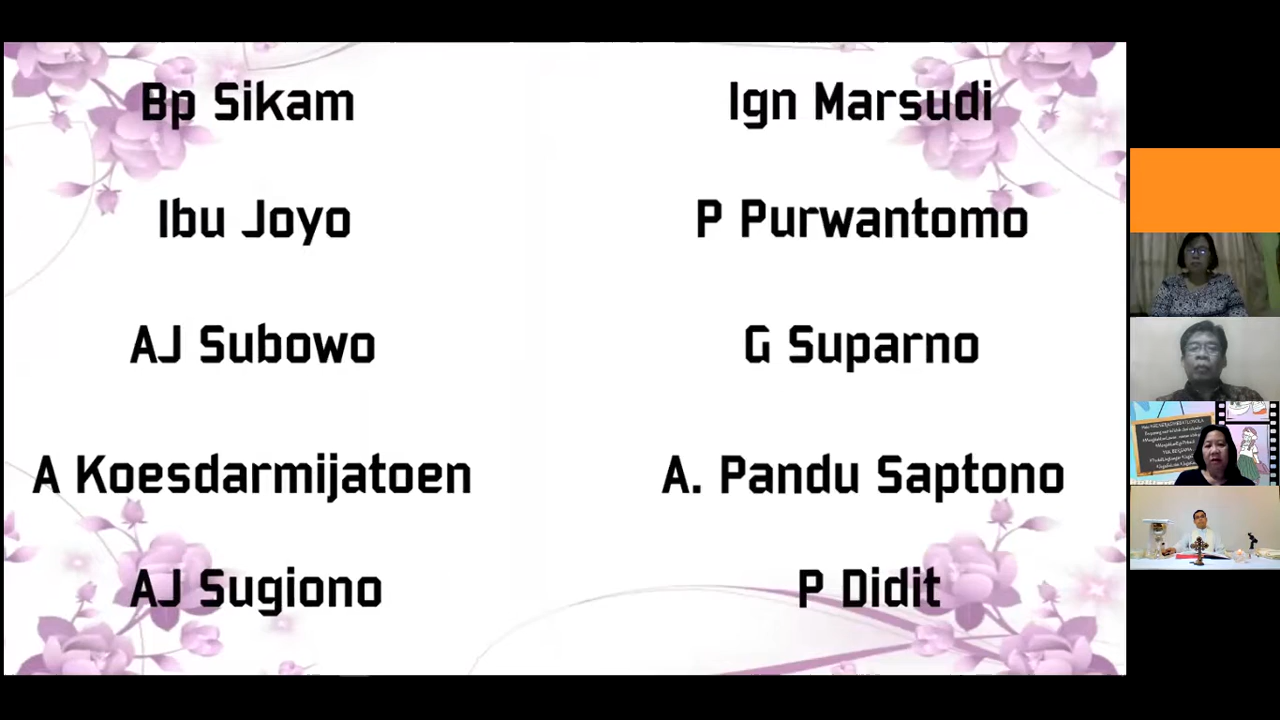 Bp Sikam
Ibu Joyo
AJ Subowo
A Koesdarmijatoen
AJ Sugiono
Ign Marsudi
P Purwantomo
G Suparno
A. Pandu Saptono
P Didit